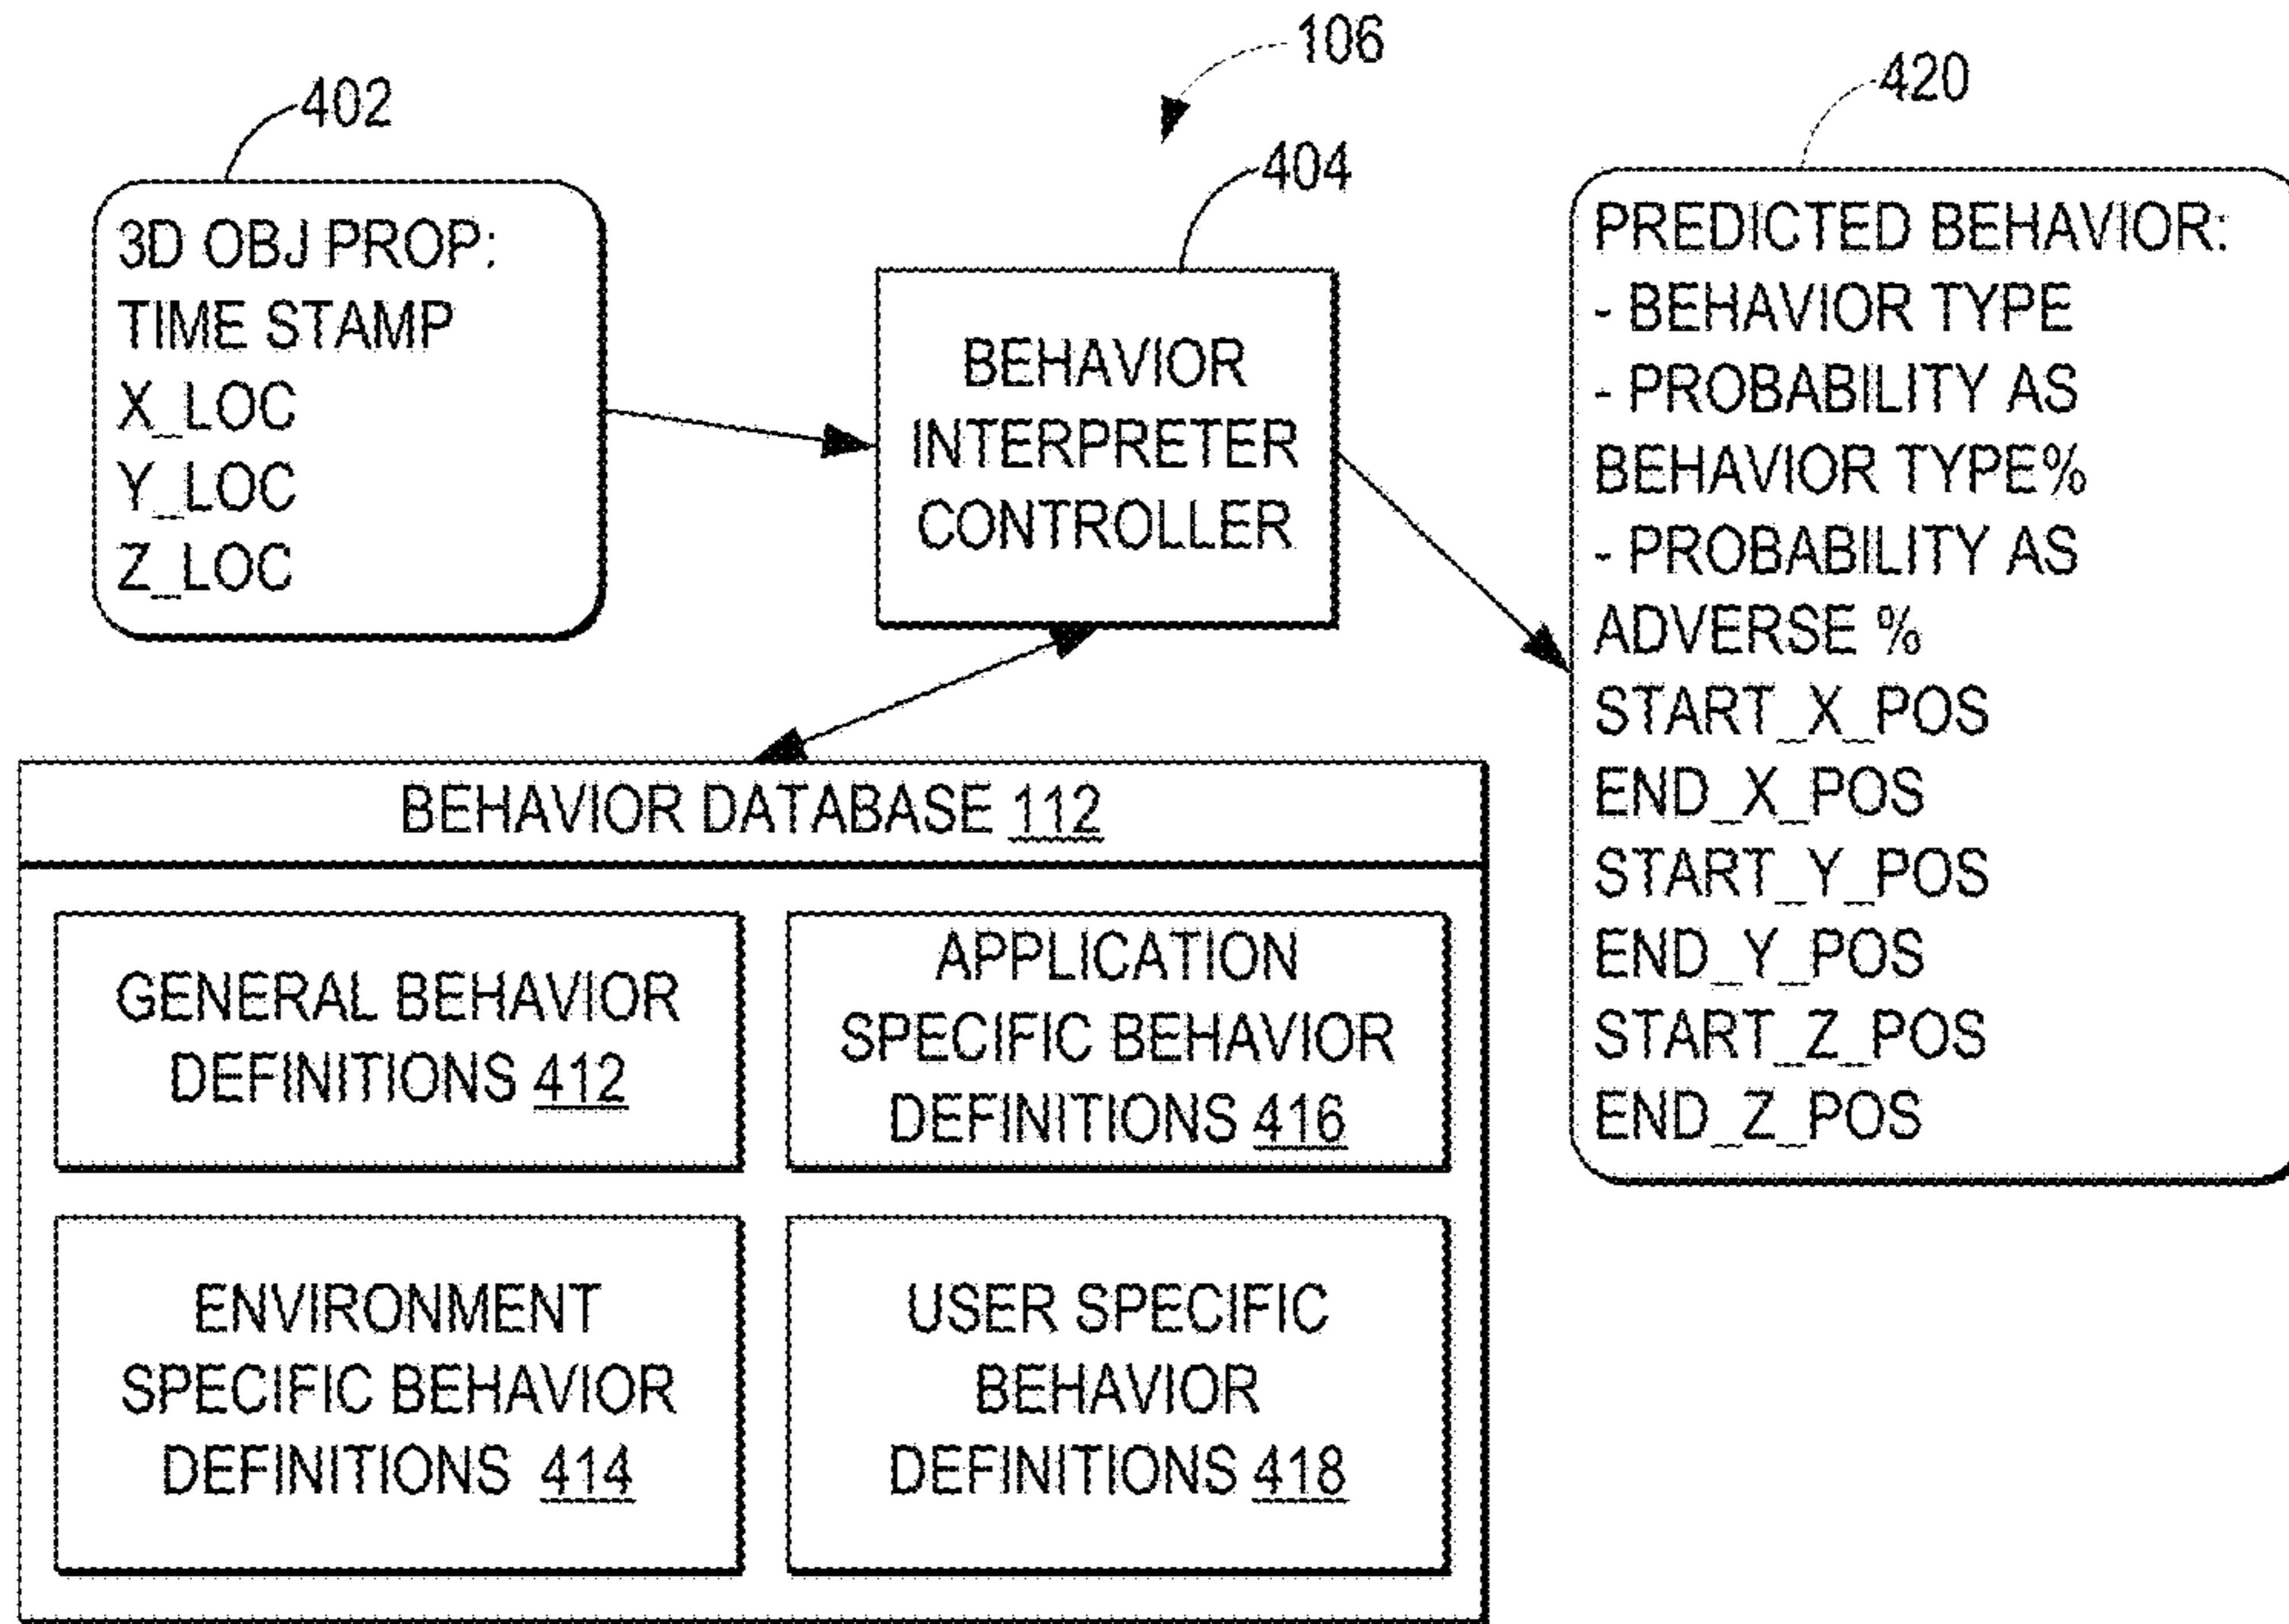 106
402
3D OBJ PROP:
TIME STAMP
X_LOC
Y_LOC
Z_LOC
404
BEHAVIOR
INTERPRETER
CONTROLLER
420
PREDICTED BEHAVIOR:
- BEHAVIOR TYPE
- PROBABILITY AS
BEHAVIOR TYPE%
- PROBABILITY AS
ADVERSE %
START_X_POS
END_X_POS
START_Y_POS
END_Y_POS
START_Z_POS
END_Z_POS
BEHAVIOR DATABASE 112
GENERAL BEHAVIOR
DEFINITIONS 412
APPLICATION
SPECIFIC BEHAVIOR
DEFINITIONS 416
ENVIRONMENT
SPECIFIC BEHAVIOR
DEFINITIONS 414
USER SPECIFIC
BEHAVIOR
DEFINITIONS 418